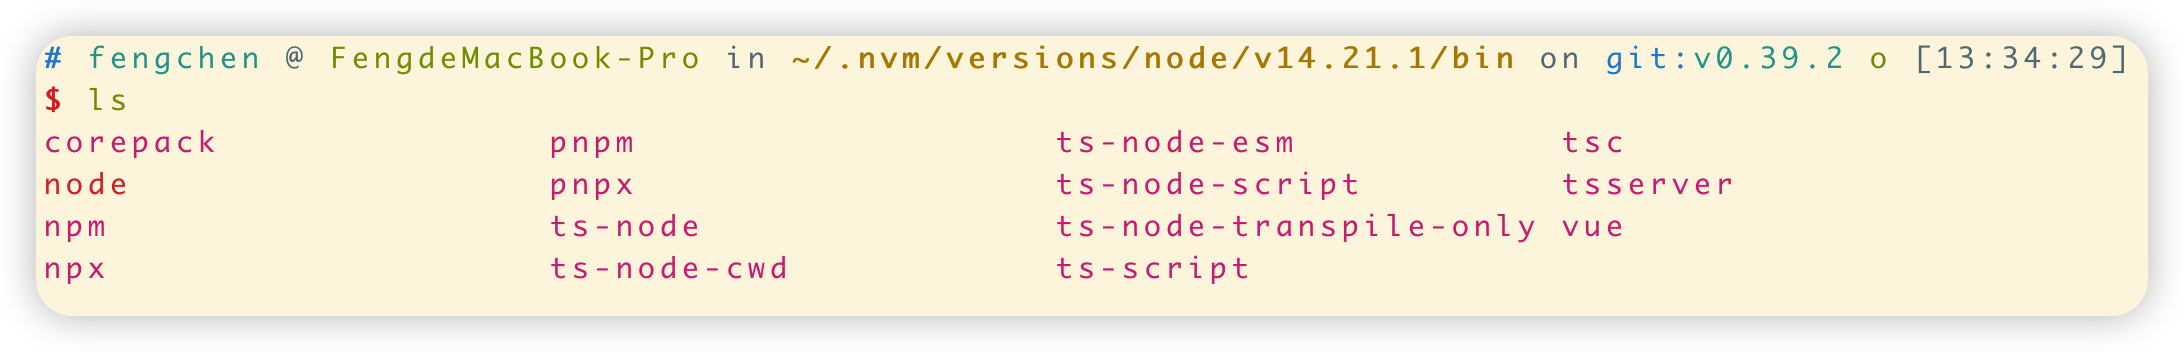 # fengchen @ FengdeMacBook-Pro in ~/.nvm/versions/node/v14.21.1/bin on git:v0.39.2 o [13:34:29]
$ ls
corepack pnpm ts-node-esm tsc
node pnpx ts-node-script tsserver
npm ts-node ts-node-transpile-only vue
npx ts-node-cwd ts-script